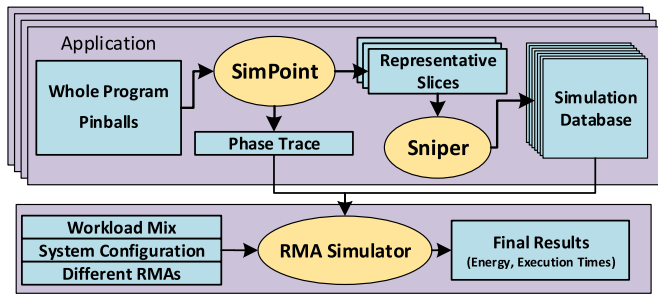 Application
Whole Program
Pinballs
SimPoint
Representative
Slices
Simulation
Database
Phase Trace
Sniper
Workload Mix
System Configuration
Different RMAs
RMA Simulator
Final Results
(Energy, Execution Times)